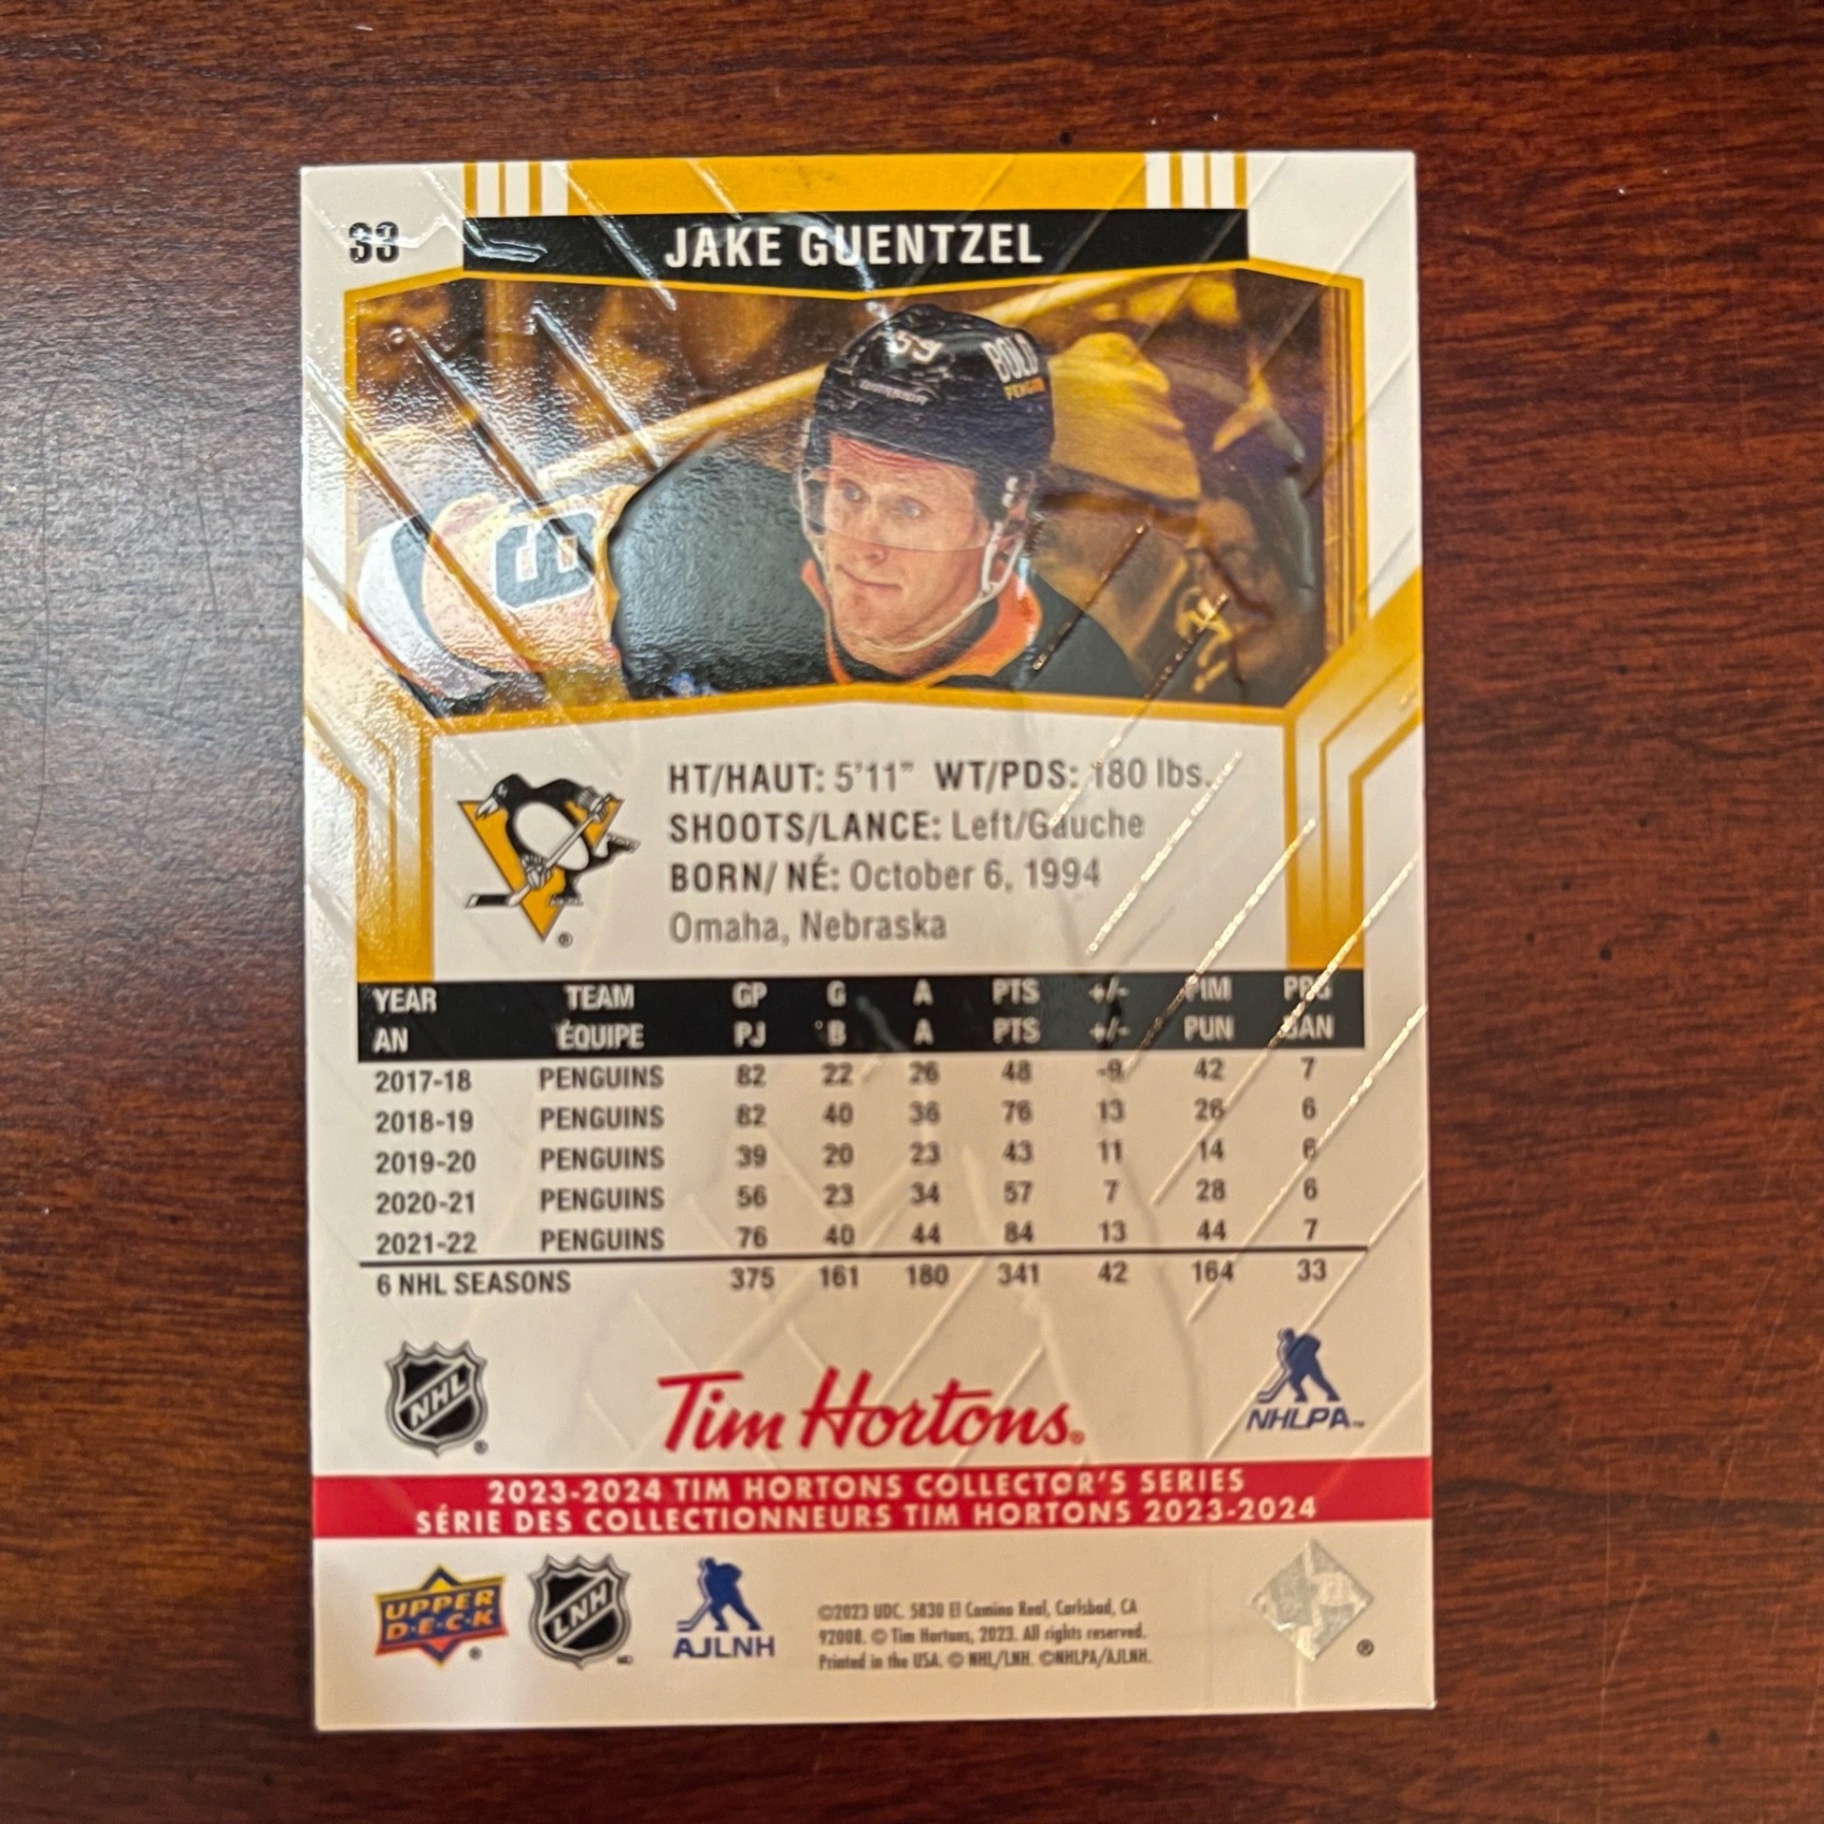 33
JAKE GUENTZEL
59
BOLD
PENGUIN
HT/HAUT: 5'11" WT/PDS: 180 lbs.
SHOOTS/LANCE: Left/Gauche
BORN/ NÉ: October 6, 1994
Omaha, Nebraska
YEAR TEAM GP G A PTS +/- PIM PPG
AN ÉQUIPE PJ B A PTS +/- PUN BAN
2017-18 PENGUINS 82 22 26 48 -9 42 7
2018-19 PENGUINS 82 40 36 76 13 26 6
2019-20 PENGUINS 39 20 23 43 11 14 6
2020-21 PENGUINS 56 23 34 57 7 28 6
2021-22 PENGUINS 76 40 44 84 13 44 7
6 NHL SEASONS 375 161 180 341 42 164 33
NHL ®
Tim Hortons®
NHLPA™
2023-2024 TIM HORTONS COLLECTOR'S SERIES
SÉRIE DES COLLECTIONNEURS TIM HORTONS 2023-2024
UPPER DECK ®
LNH MD
AJLNH
©2023 UDC. 5830 El Camino Real, Carlsbad, CA
92008. © Tim Hortons, 2023. All rights reserved.
Printed in the USA. © NHL/LNH. ©NHLPA/AJLNH.
®